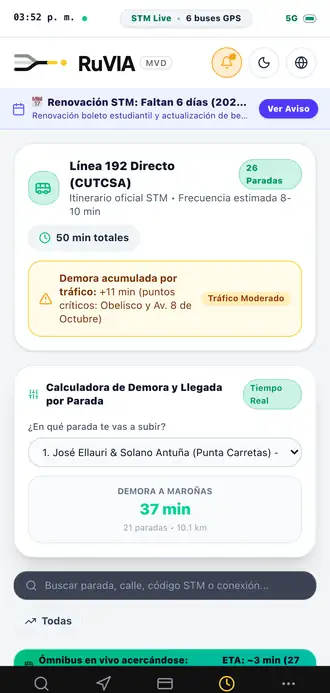 03:52 p. m.
STM Live • 6 buses GPS
5G
RuVIA MVD
📅 Renovación STM: Faltan 6 días (202...
Renovación boleto estudiantil y actualización de be...
Ver Aviso
Línea 192 Directo
(CUTCSA)
26
Paradas
Itinerario oficial STM • Frecuencia estimada 8-
10 min
50 min totales
Demora acumulada por
tráfico: +11 min (puntos
críticos: Obelisco y Av. 8 de
Octubre)
Tráfico Moderado
Calculadora de Demora y Llegada
por Parada
Tiempo
Real
¿En qué parada te vas a subir?
1. José Ellauri & Solano Antuña (Punta Carretas) -
DEMORA A MAROÑAS
37 min
21 paradas • 10.1 km
Buscar parada, calle, código STM o conexión...
Todas
Ómnibus en vivo acercándose:
ETA: ~3 min (27